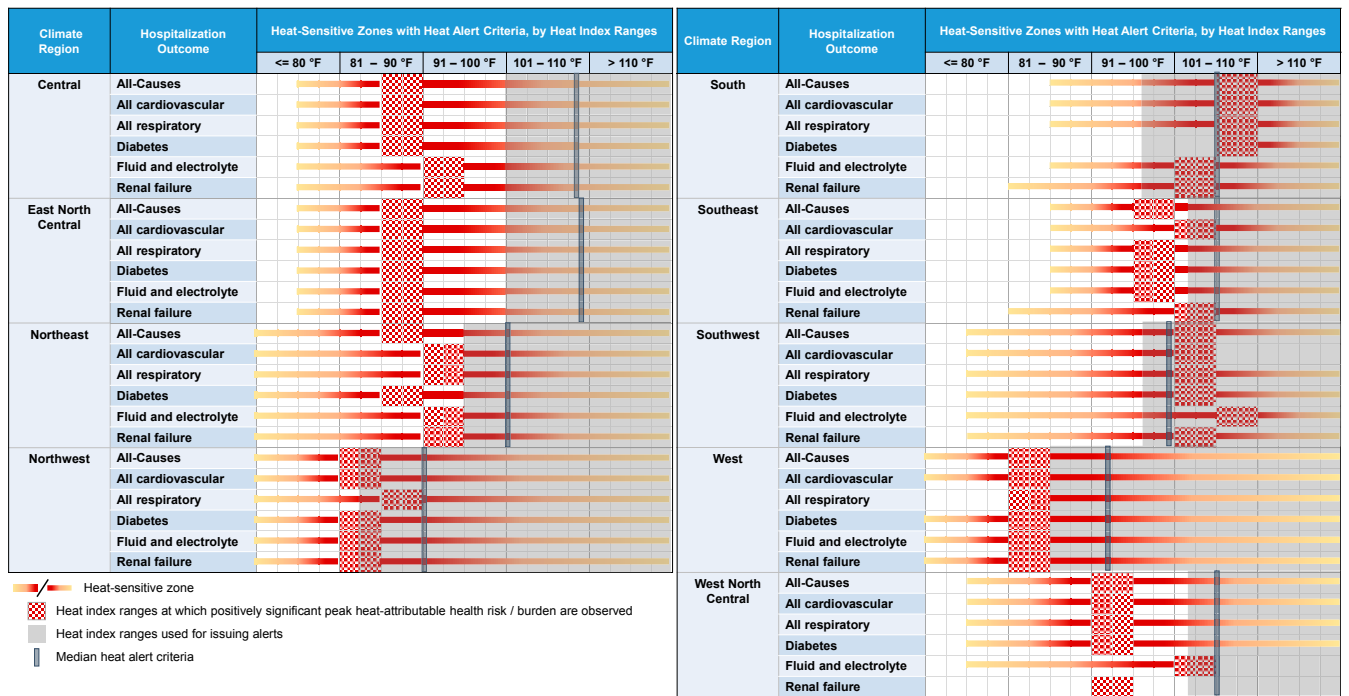 Climate Region
Hospitalization Outcome
Heat-Sensitive Zones with Heat Alert Criteria, by Heat Index Ranges
<= 80 °F
81 – 90 °F
91 – 100 °F
101 – 110 °F
> 110 °F
Central
All-Causes
All cardiovascular
All respiratory
Diabetes
Fluid and electrolyte
Renal failure
East North
Central
All-Causes
All cardiovascular
All respiratory
Diabetes
Fluid and electrolyte
Renal failure
Northeast
All-Causes
All cardiovascular
All respiratory
Diabetes
Fluid and electrolyte
Renal failure
Northwest
All-Causes
All cardiovascular
All respiratory
Diabetes
Fluid and electrolyte
Renal failure
Heat-sensitive zone
Heat index ranges at which positively significant peak heat-attributable health risk / burden are observed
Heat index ranges used for issuing alerts
Median heat alert criteria
Climate Region
Hospitalization Outcome
Heat-Sensitive Zones with Heat Alert Criteria, by Heat Index Ranges
<= 80 °F
81 – 90 °F
91 – 100 °F
101 – 110 °F
> 110 °F
South
All-Causes
All cardiovascular
All respiratory
Diabetes
Fluid and electrolyte
Renal failure
Southeast
All-Causes
All cardiovascular
All respiratory
Diabetes
Fluid and electrolyte
Renal failure
Southwest
All-Causes
All cardiovascular
All respiratory
Diabetes
Fluid and electrolyte
Renal failure
West
All-Causes
All cardiovascular
All respiratory
Diabetes
Fluid and electrolyte
Renal failure
West North
Central
All-Causes
All cardiovascular
All respiratory
Diabetes
Fluid and electrolyte
Renal failure